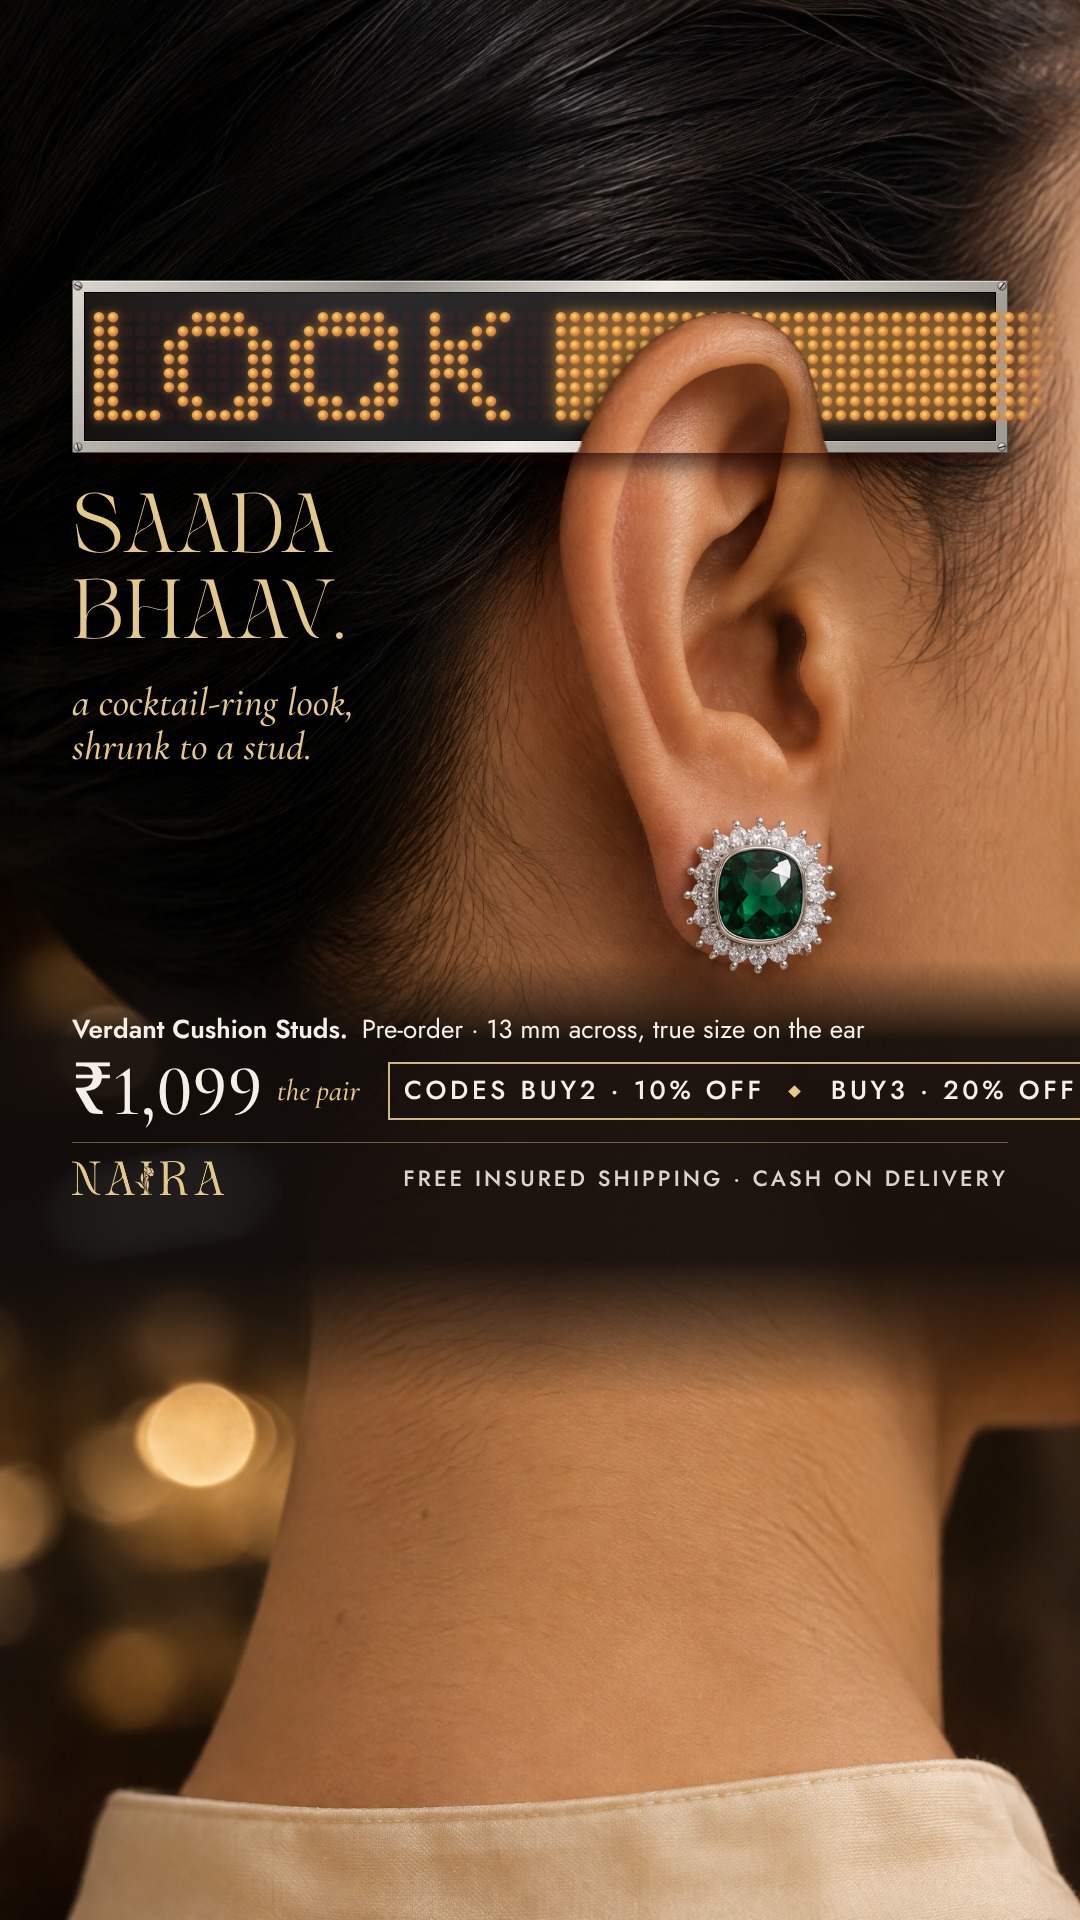 LOOK
SAADA
BHAAV.
a cocktail-ring look,
shrunk to a stud.
Verdant Cushion Studs. Pre-order · 13 mm across, true size on the ear
₹1,099 the pair
CODES BUY2 · 10% OFF ◆ BUY3 · 20% OFF
NAIRA
FREE INSURED SHIPPING · CASH ON DELIVERY